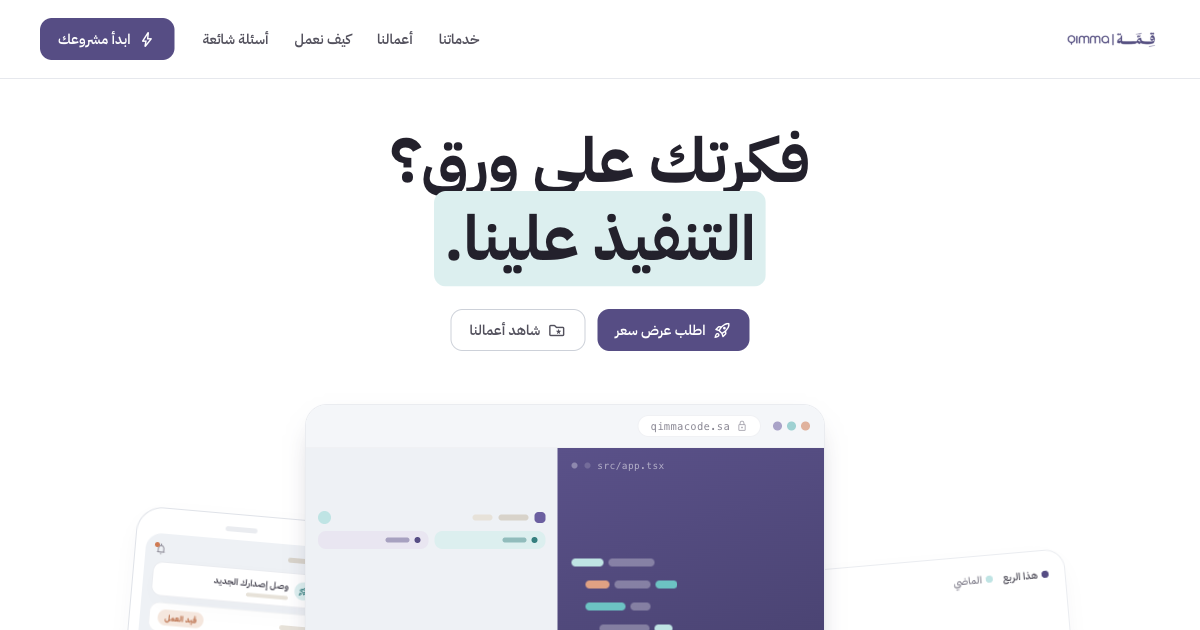 قِمَّة | qimma
خدماتنا
أعمالنا
كيف نعمل
أسئلة شائعة
ابدأ مشروعك
فكرتك على ورق؟
التنفيذ علينا.
اطلب عرض سعر
شاهد أعمالنا
qimmacode.sa
src/app.tsx
هذا الربع
الماضي
وصل إصدارك الجديد
قيد العمل